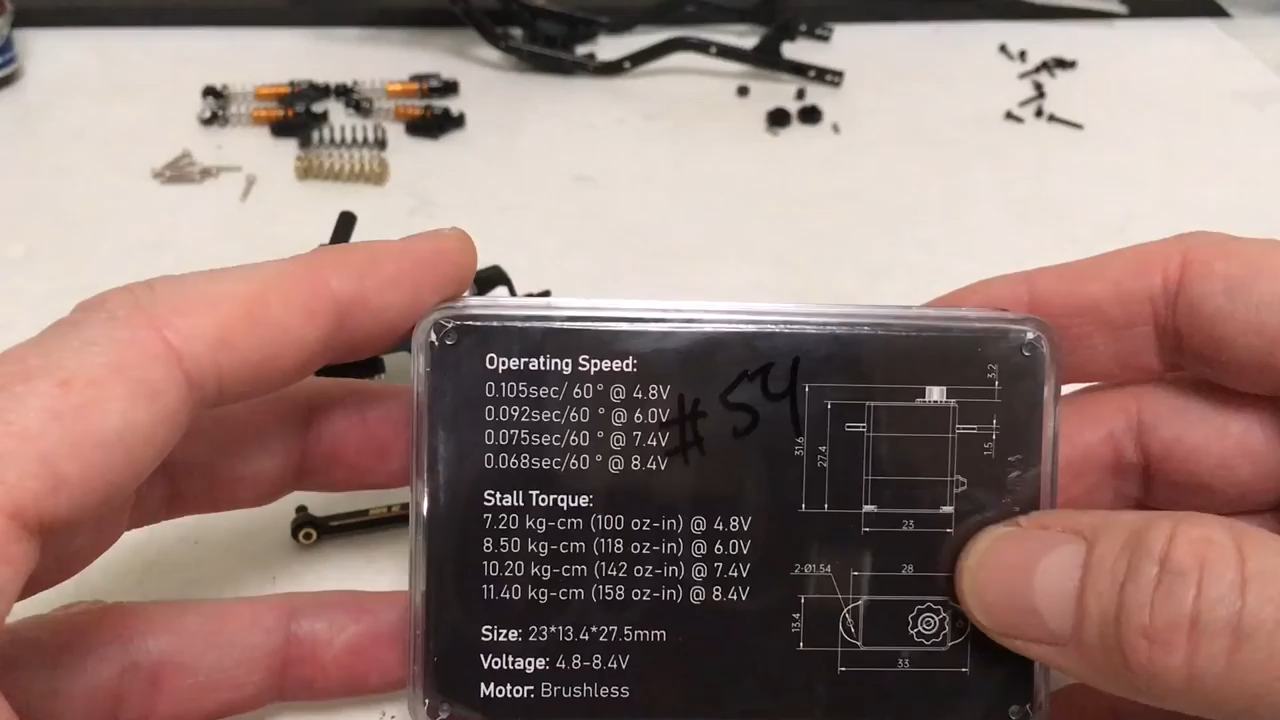 Operating Speed:
0.105sec/ 60° @ 4.8V
0.092sec/60 ° @ 6.0V
0.075sec/60 ° @ 7.4V
0.068sec/60 ° @ 8.4V
#54
Stall Torque:
7.20 kg-cm (100 oz-in) @ 4.8V
8.50 kg-cm (118 oz-in) @ 6.0V
10.20 kg-cm (142 oz-in) @ 7.4V
11.40 kg-cm (158 oz-in) @ 8.4V
Size: 23*13.4*27.5mm
Voltage: 4.8-8.4V
Motor: Brushless
3.2
31.6
27.4
1.5
23
2-Ø1.54
28
13.4
33